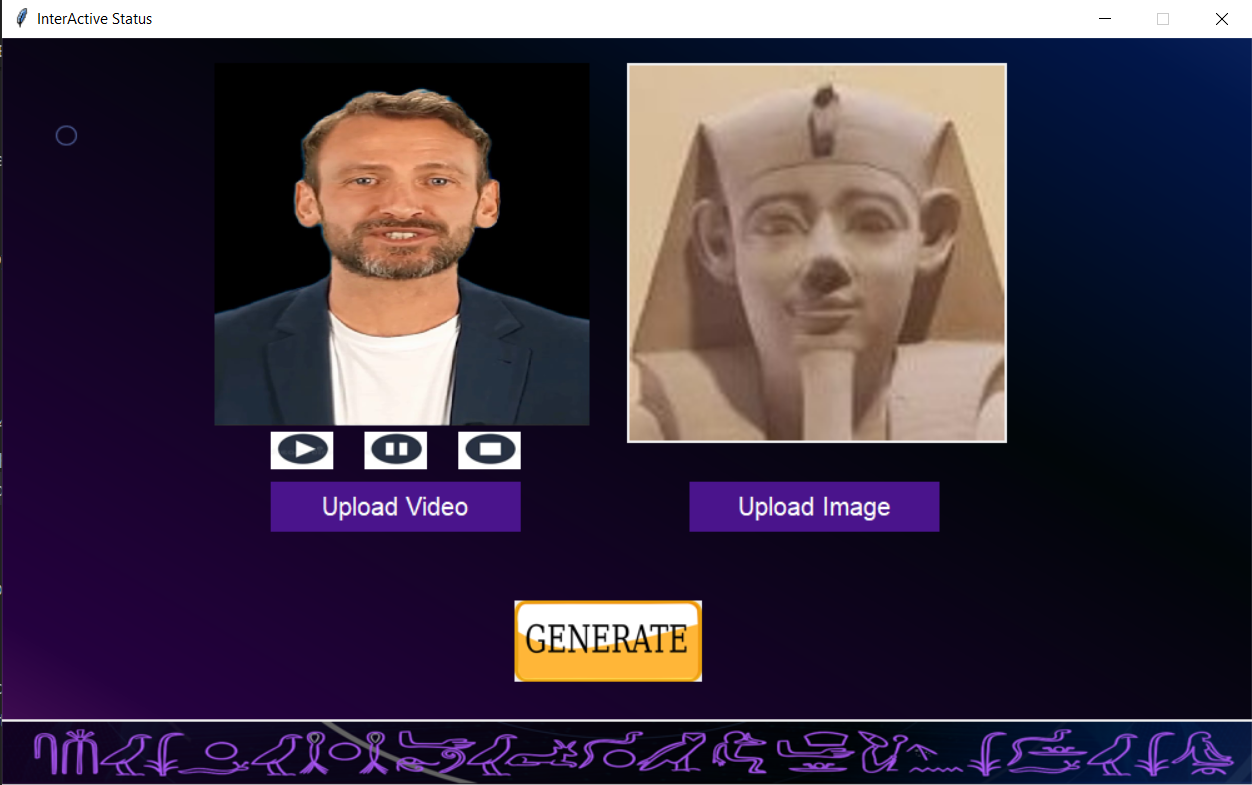 InterActive Status
Upload Video
Upload Image
GENERATE